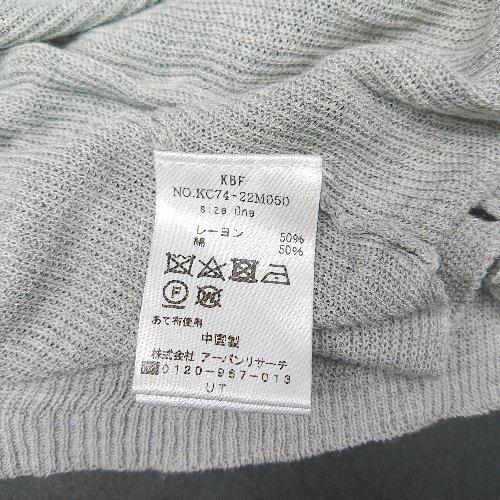 KBF
NO.KC74-22M050
size One
レーヨン 50%
綿 50%
F
W
あて布使用
中国製
株式会社 アーバンリサーチ
0120-967-013
UT